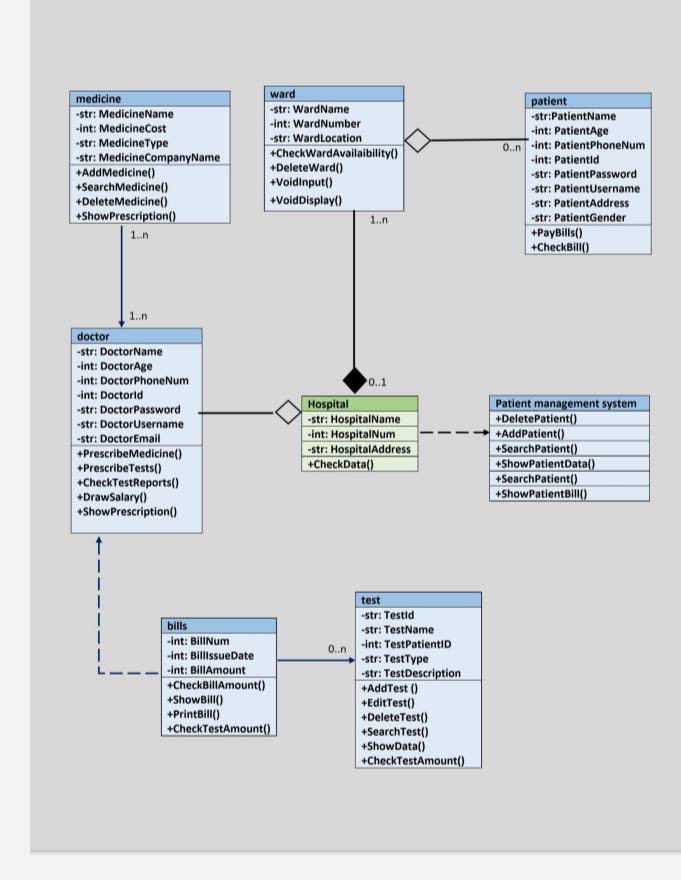 medicine
-str: MedicineName
-int: MedicineCost
-str: MedicineType
-str: MedicineCompanyName
+AddMedicine()
+SearchMedicine()
+DeleteMedicine()
+ShowPrescription()
1..n
1..n
ward
-str: WardName
-int: WardNumber
-str: WardLocation
+CheckWardAvailaibility()
+DeleteWard()
+VoidInput()
+VoidDisplay()
1..n
0..1
0..n
patient
-str:PatientName
-int: PatientAge
-int: PatientPhoneNum
-int: PatientId
-str: PatientPassword
-str: PatientUsername
-str: PatientAddress
-str: PatientGender
+PayBills()
+CheckBill()
doctor
-str: DoctorName
-int: DoctorAge
-int: DoctorPhoneNum
-int: DoctorId
-str: DoctorPassword
-str: DoctorUsername
-str: DoctorEmail
+PrescribeMedicine()
+PrescribeTests()
+CheckTestReports()
+DrawSalary()
+ShowPrescription()
Hospital
-str: HospitalName
-int: HospitalNum
-str: HospitalAddress
+CheckData()
Patient management system
+DeletePatient()
+AddPatient()
+SearchPatient()
+ShowPatientData()
+SearchPatient()
+ShowPatientBill()
bills
-int: BillNum
-int: BillIssueDate
-int: BillAmount
+CheckBillAmount()
+ShowBill()
+PrintBill()
+CheckTestAmount()
0..n
test
-str: TestId
-str: TestName
-int: TestPatientID
-str: TestType
-str: TestDescription
+AddTest ()
+EditTest()
+DeleteTest()
+SearchTest()
+ShowData()
+CheckTestAmount()